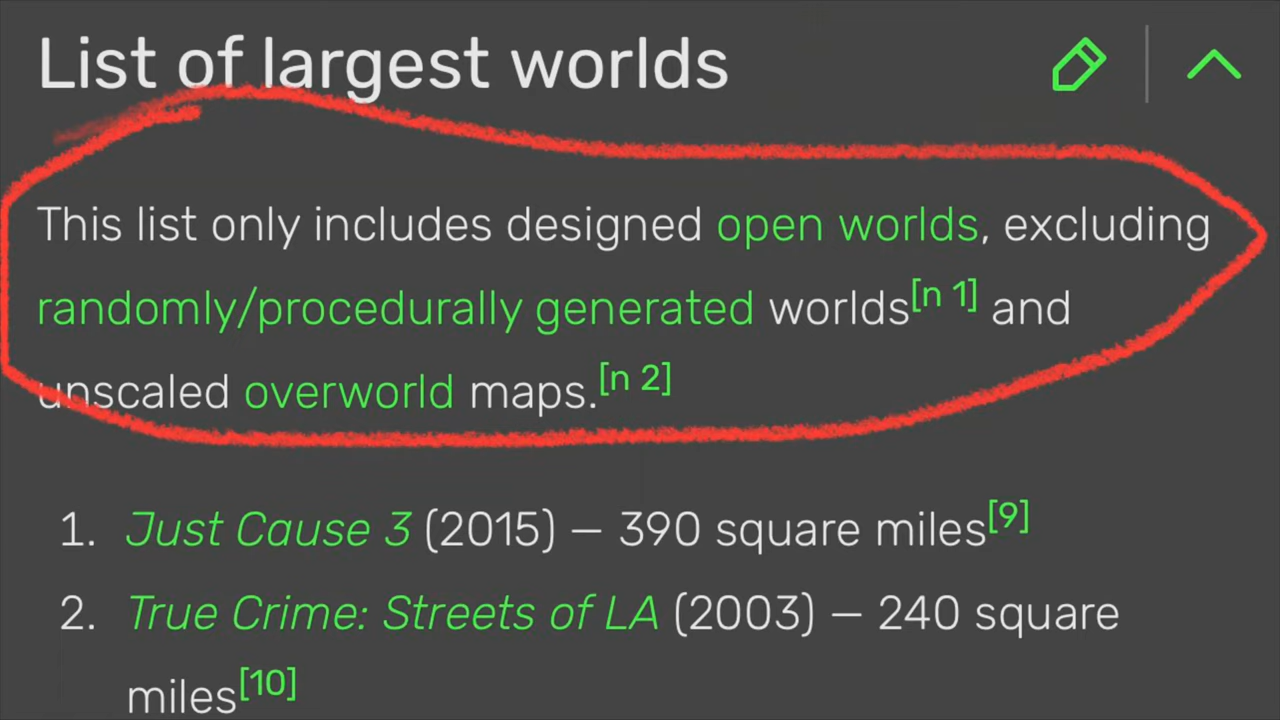 List of largest worlds
This list only includes designed open worlds, excluding
randomly/procedurally generated worlds[n 1] and
unscaled overworld maps.[n 2]
1. Just Cause 3 (2015) – 390 square miles[9]
2. True Crime: Streets of LA (2003) – 240 square
miles[10]